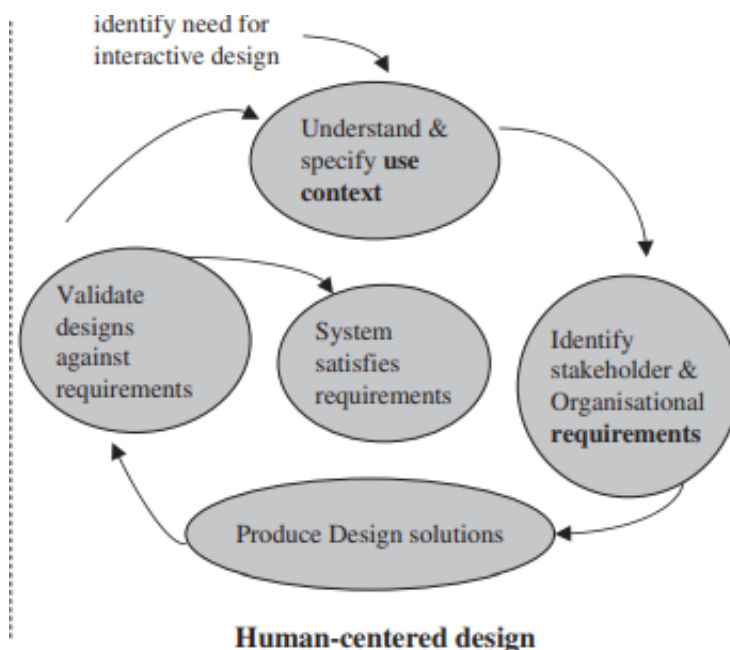 identify need for
interactive design
Understand &
specify use
context
Validate
designs
against
requirements
System
satisfies
requirements
Identify
stakeholder &
Organisational
requirements
Produce Design solutions
Human-centered design